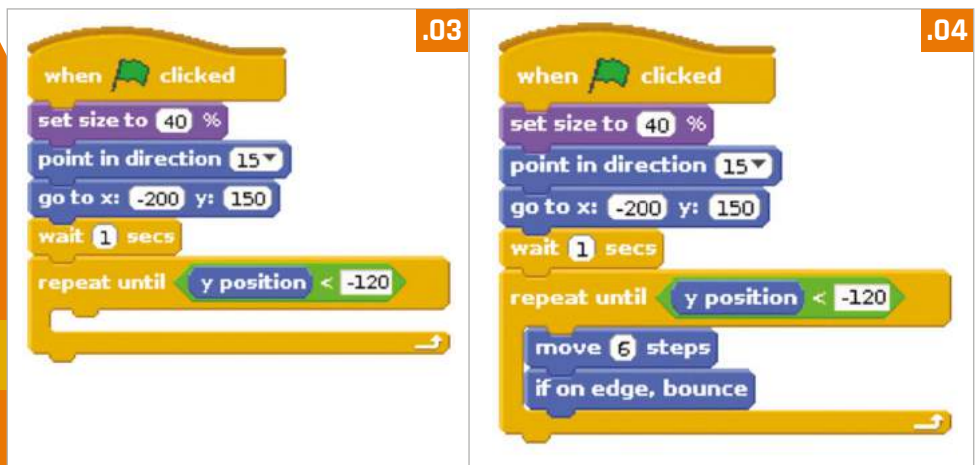 .03
when clicked
set size to 40 %
point in direction 15
go to x: -200 y: 150
wait 1 secs
repeat until y position < -120
.04
when clicked
set size to 40 %
point in direction 15
go to x: -200 y: 150
wait 1 secs
repeat until y position < -120
move 6 steps
if on edge, bounce